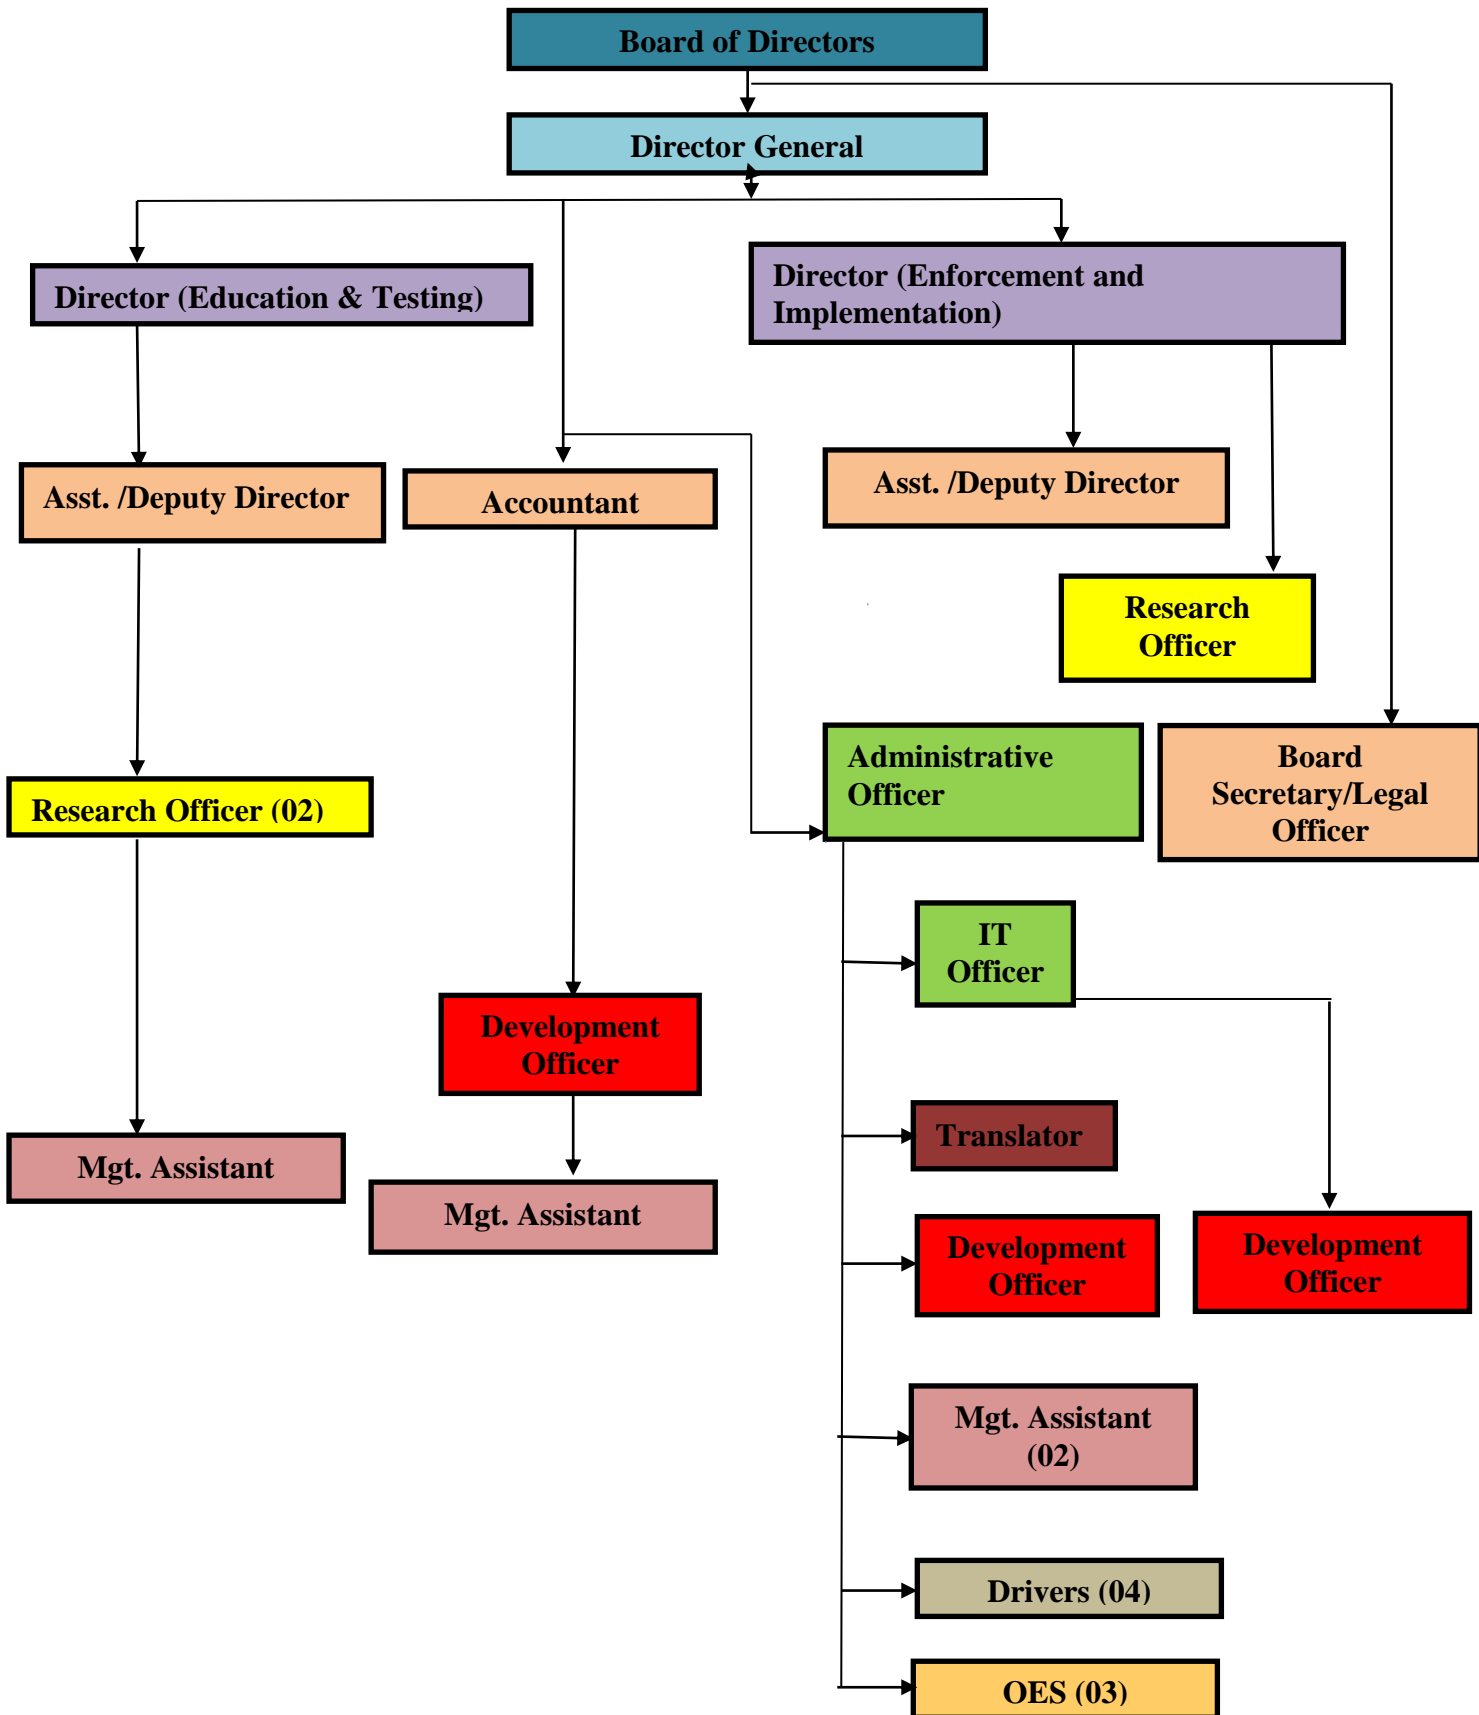 Board of Directors
Director General
Director (Education & Testing)
Director (Enforcement and
Implementation)
Asst. /Deputy Director
Accountant
Asst. /Deputy Director
Research
Officer
Administrative
Officer
Board
Secretary/Legal
Officer
Research Officer (02)
IT
Officer
Development
Officer
Translator
Mgt. Assistant
Mgt. Assistant
Development
Officer
Development
Officer
Mgt. Assistant
(02)
Drivers (04)
OES (03)